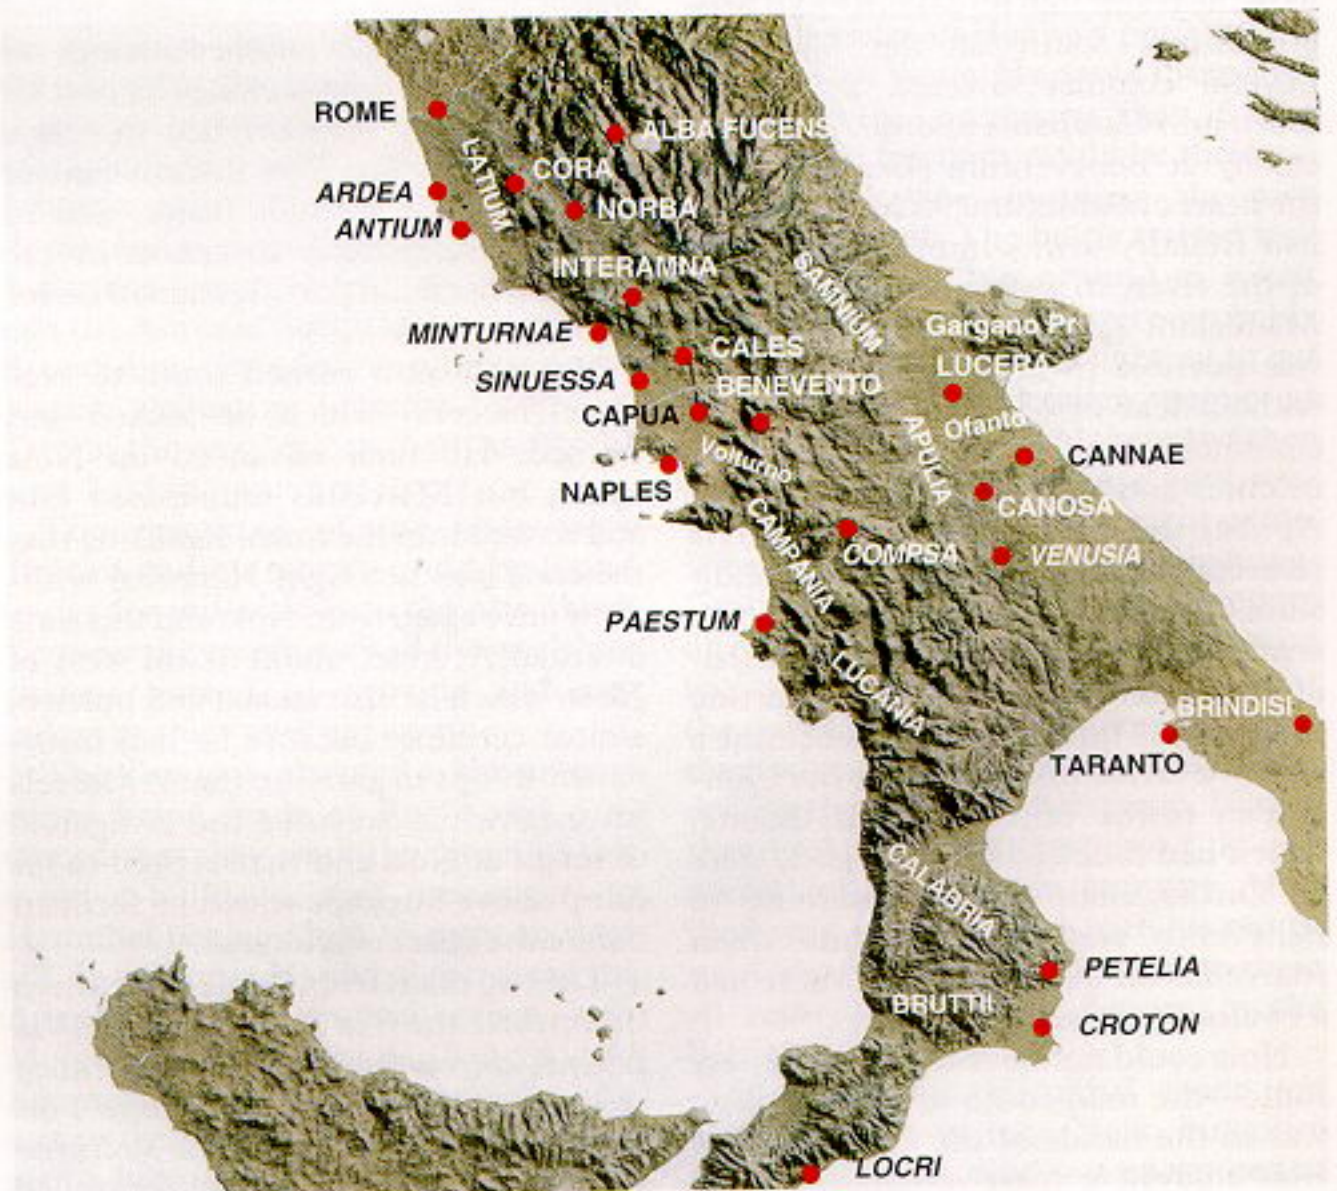 ROME
ALBA FUCENS
LATIUM
CORA
ARDEA
NORBA
ANTIUM
INTERAMNA
SAMNIUM
Gargano Pr
MINTURNAE
CALES
LUCERA
SINUESSA
BENEVENTO
CAPUA
Ofanto
APULIA
Volturno
CANNAE
NAPLES
CANOSA
CAMPANIA
COMPSA
VENUSIA
PAESTUM
LUCANIA
BRINDISI
TARANTO
CALABRIA
PETELIA
BRUTTII
CROTON
LOCRI